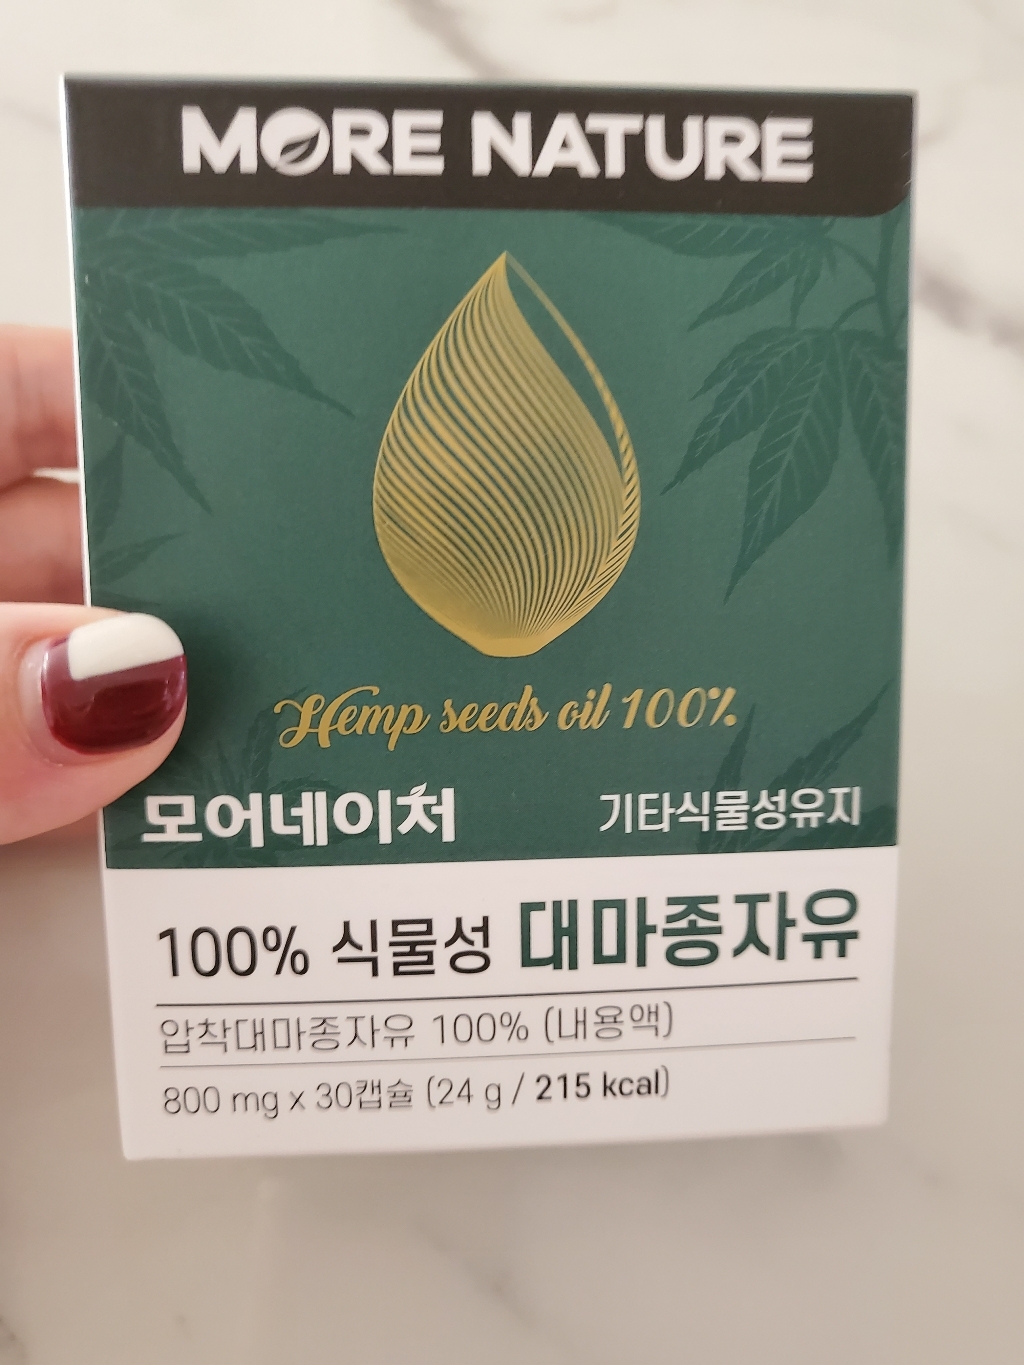 MORE NATURE
Hemp seeds oil 100%
모어네이처 기타식물성유지
100% 식물성 대마종자유
압착대마종자유 100% (내용액)
800 mg x 30캡슐 (24 g / 215 kcal)